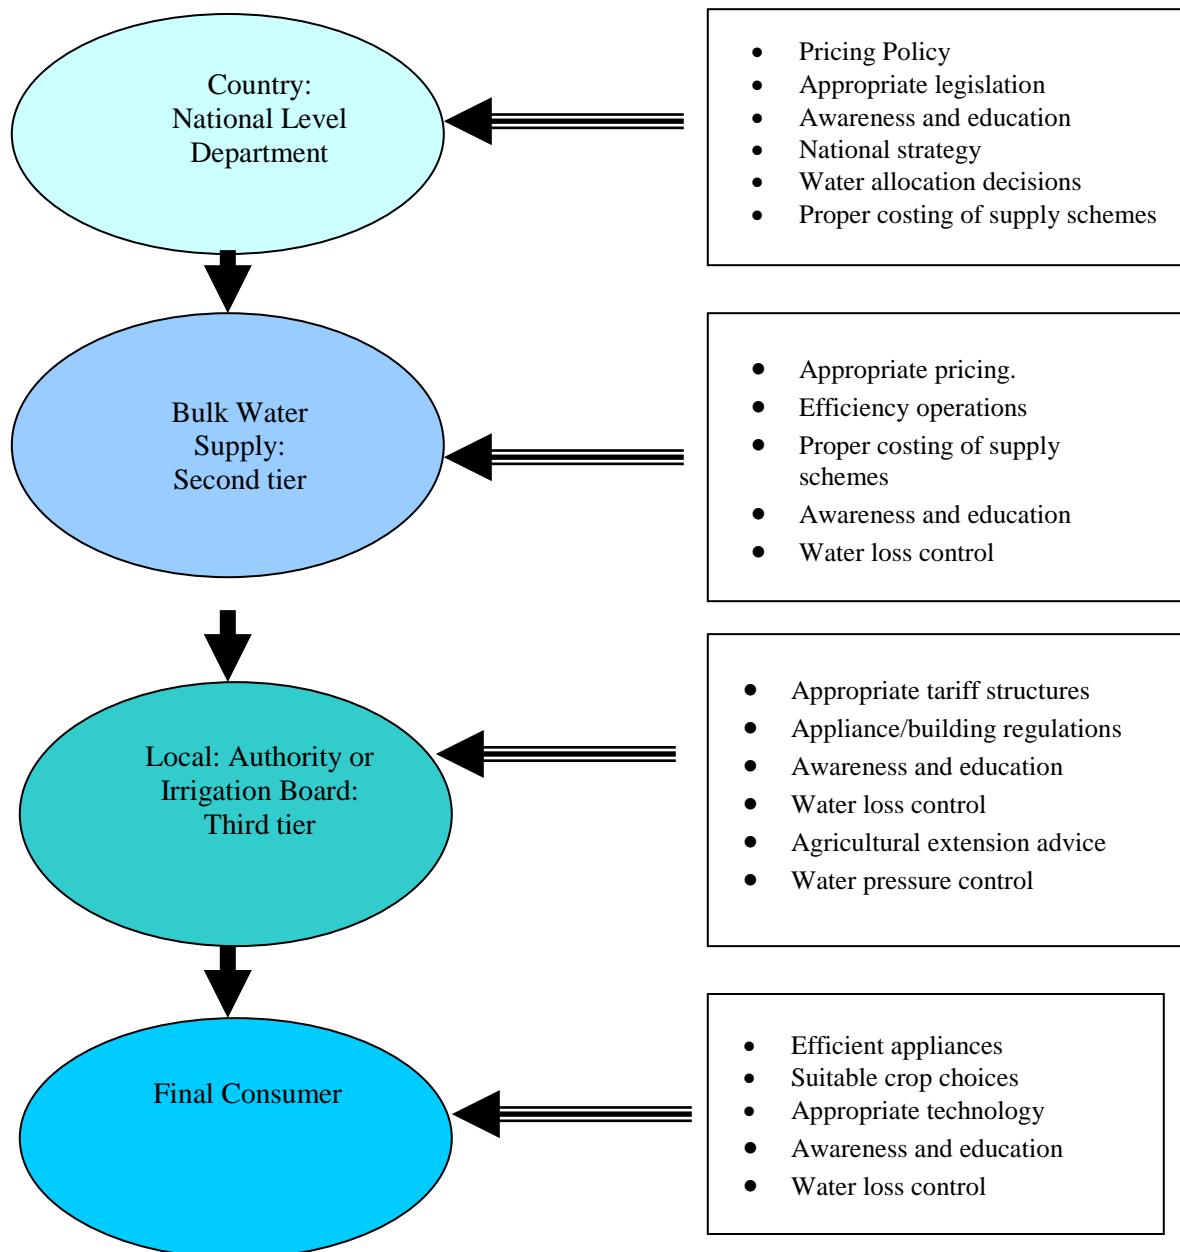 Country:
National Level
Department
• Pricing Policy
• Appropriate legislation
• Awareness and education
• National strategy
• Water allocation decisions
• Proper costing of supply schemes
Bulk Water
Supply:
Second tier
• Appropriate pricing.
• Efficiency operations
• Proper costing of supply
schemes
• Awareness and education
• Water loss control
Local: Authority or
Irrigation Board:
Third tier
• Appropriate tariff structures
• Appliance/building regulations
• Awareness and education
• Water loss control
• Agricultural extension advice
• Water pressure control
Final Consumer
• Efficient appliances
• Suitable crop choices
• Appropriate technology
• Awareness and education
• Water loss control